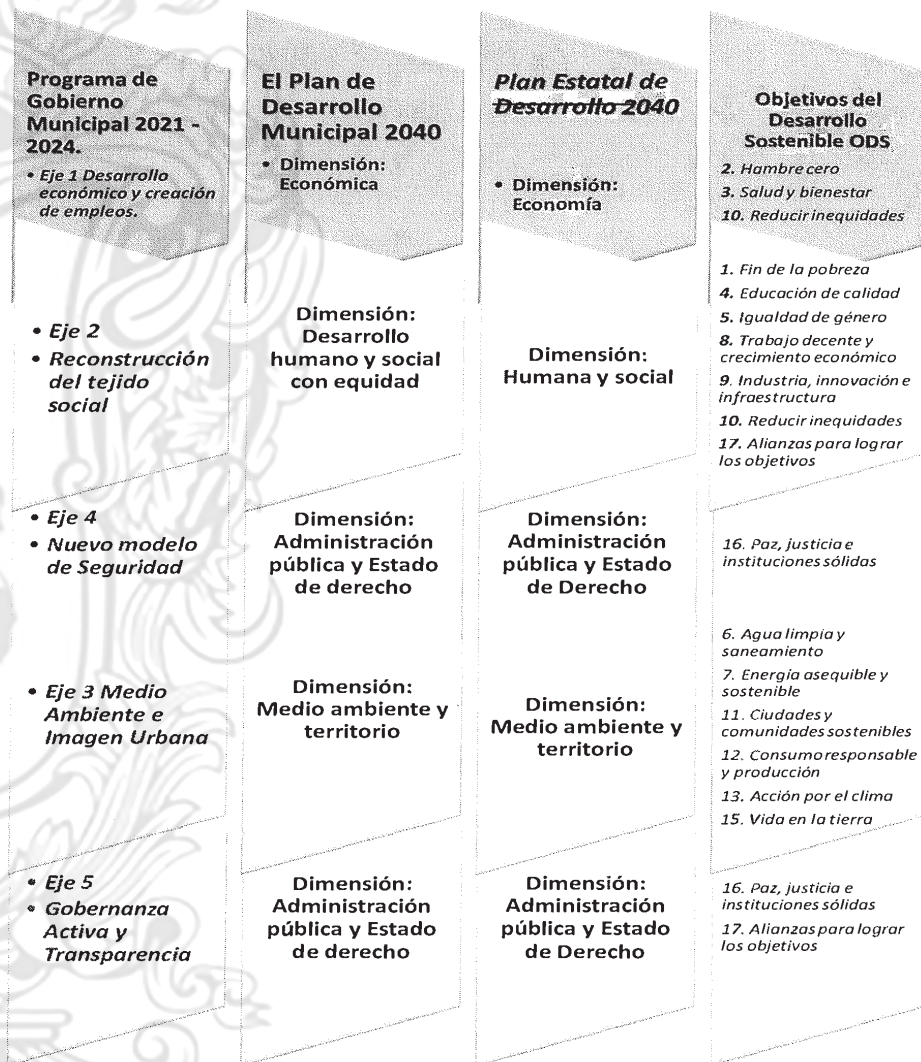 Programa de
Gobierno
Municipal 2021 -
2024.
• Eje 1 Desarrollo
económico y creación
de empleos.
El Plan de
Desarrollo
Municipal 2040
• Dimensión:
Económica
Plan Estatal de
Desarrollo 2040
• Dimensión:
Economía
Objetivos del
Desarrollo
Sostenible ODS
2. Hambre cero
3. Salud y bienestar
10. Reducir inequidades
• Eje 2
• Reconstrucción
del tejido
social
Dimensión:
Desarrollo
humano y social
con equidad
Dimensión:
Humana y social
1. Fin de la pobreza
4. Educación de calidad
5. Igualdad de género
8. Trabajo decente y
crecimiento económico
9. Industria, innovación e
infraestructura
10. Reducir inequidades
17. Alianzas para lograr
los objetivos
• Eje 4
• Nuevo modelo
de Seguridad
Dimensión:
Administración
pública y Estado
de derecho
Dimensión:
Administración
pública y Estado
de Derecho
16. Paz, justicia e
instituciones sólidas
• Eje 3 Medio
Ambiente e
Imagen Urbana
Dimensión:
Medio ambiente y
territorio
Dimensión:
Medio ambiente y
territorio
6. Agua limpia y
saneamiento
7. Energía asequible y
sostenible
11. Ciudades y
comunidades sostenibles
12. Consumo responsable
y producción
13. Acción por el clima
15. Vida en la tierra
• Eje 5
• Gobernanza
Activa y
Transparencia
Dimensión:
Administración
pública y Estado
de derecho
Dimensión:
Administración
pública y Estado
de Derecho
16. Paz, justicia e
instituciones sólidas
17. Alianzas para lograr
los objetivos